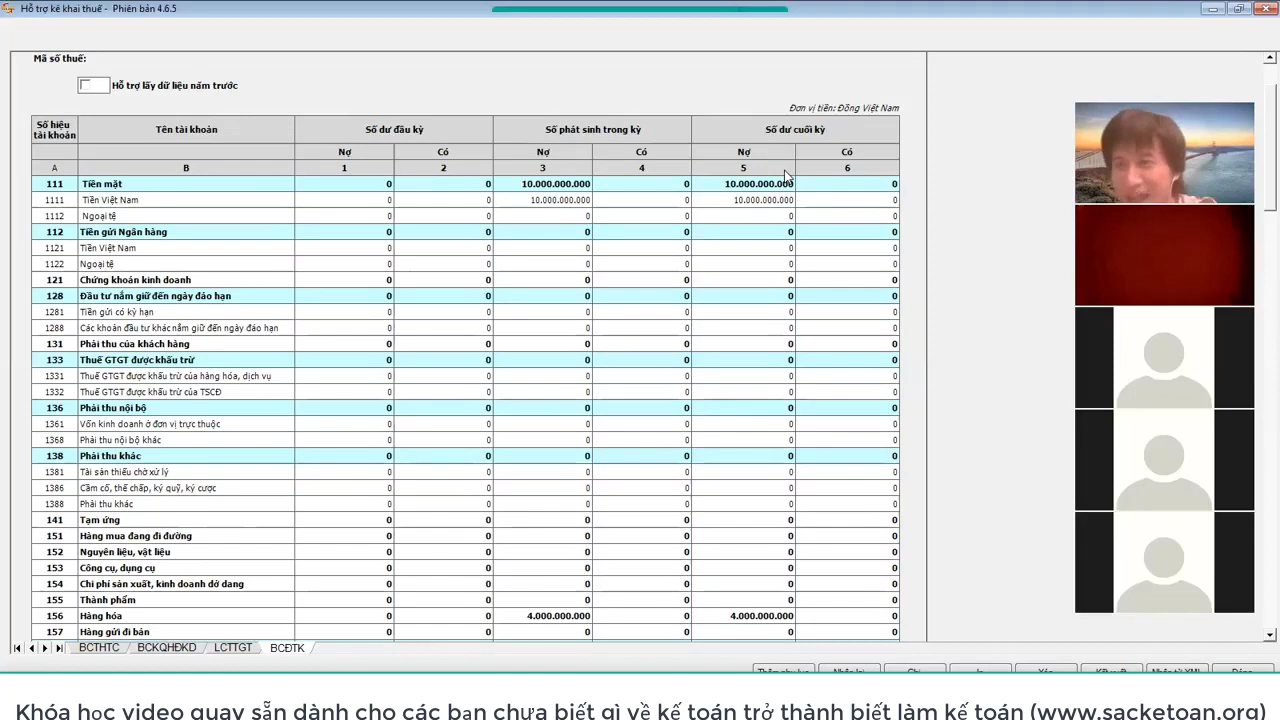 Hỗ trợ kê khai thuế - Phiên bản 4.6.5
Mã số thuế:
Hỗ trợ lấy dữ liệu năm trước
Đơn vị tiền: Đồng Việt Nam
Số hiệu tài khoản Tên tài khoản Số dư đầu kỳ Số phát sinh trong kỳ Số dư cuối kỳ
Nợ Có Nợ Có Nợ Có
A B 1 2 3 4 5 6
111 Tiền mặt 0 0 10.000.000.000 0 10.000.000.000 0
1111 Tiền Việt Nam 0 0 10.000.000.000 0 10.000.000.000 0
1112 Ngoại tệ 0 0 0 0 0 0
112 Tiền gửi Ngân hàng 0 0 0 0 0 0
1121 Tiền Việt Nam 0 0 0 0 0 0
1122 Ngoại tệ 0 0 0 0 0 0
121 Chứng khoán kinh doanh 0 0 0 0 0 0
128 Đầu tư nắm giữ đến ngày đáo hạn 0 0 0 0 0 0
1281 Tiền gửi có kỳ hạn 0 0 0 0 0 0
1288 Các khoản đầu tư khác nắm giữ đến ngày đáo hạn 0 0 0 0 0 0
131 Phải thu của khách hàng 0 0 0 0 0 0
133 Thuế GTGT được khấu trừ 0 0 0 0 0 0
1331 Thuế GTGT được khấu trừ của hàng hóa, dịch vụ 0 0 0 0 0 0
1332 Thuế GTGT được khấu trừ của TSCĐ 0 0 0 0 0 0
136 Phải thu nội bộ 0 0 0 0 0 0
1361 Vốn kinh doanh ở đơn vị trực thuộc 0 0 0 0 0 0
1368 Phải thu nội bộ khác 0 0 0 0 0 0
138 Phải thu khác 0 0 0 0 0 0
1381 Tài sản thiếu chờ xử lý 0 0 0 0 0 0
1386 Cầm cố, thế chấp, ký quỹ, ký cược 0 0 0 0 0 0
1388 Phải thu khác 0 0 0 0 0 0
141 Tạm ứng 0 0 0 0 0 0
151 Hàng mua đang đi đường 0 0 0 0 0 0
152 Nguyên liệu, vật liệu 0 0 0 0 0 0
153 Công cụ, dụng cụ 0 0 0 0 0 0
154 Chi phí sản xuất, kinh doanh dở dang 0 0 0 0 0 0
155 Thành phẩm 0 0 0 0 0 0
156 Hàng hóa 0 0 4.000.000.000 0 4.000.000.000 0
157 Hàng gửi đi bán 0 0 0 0 0 0
BCTHTC BCKQHĐKD LCTTGT BCĐTK
Khóa học video quay sẵn dành cho các bạn chưa biết gì về kế toán trở thành biết làm kế toán (www.sacketoan.org)